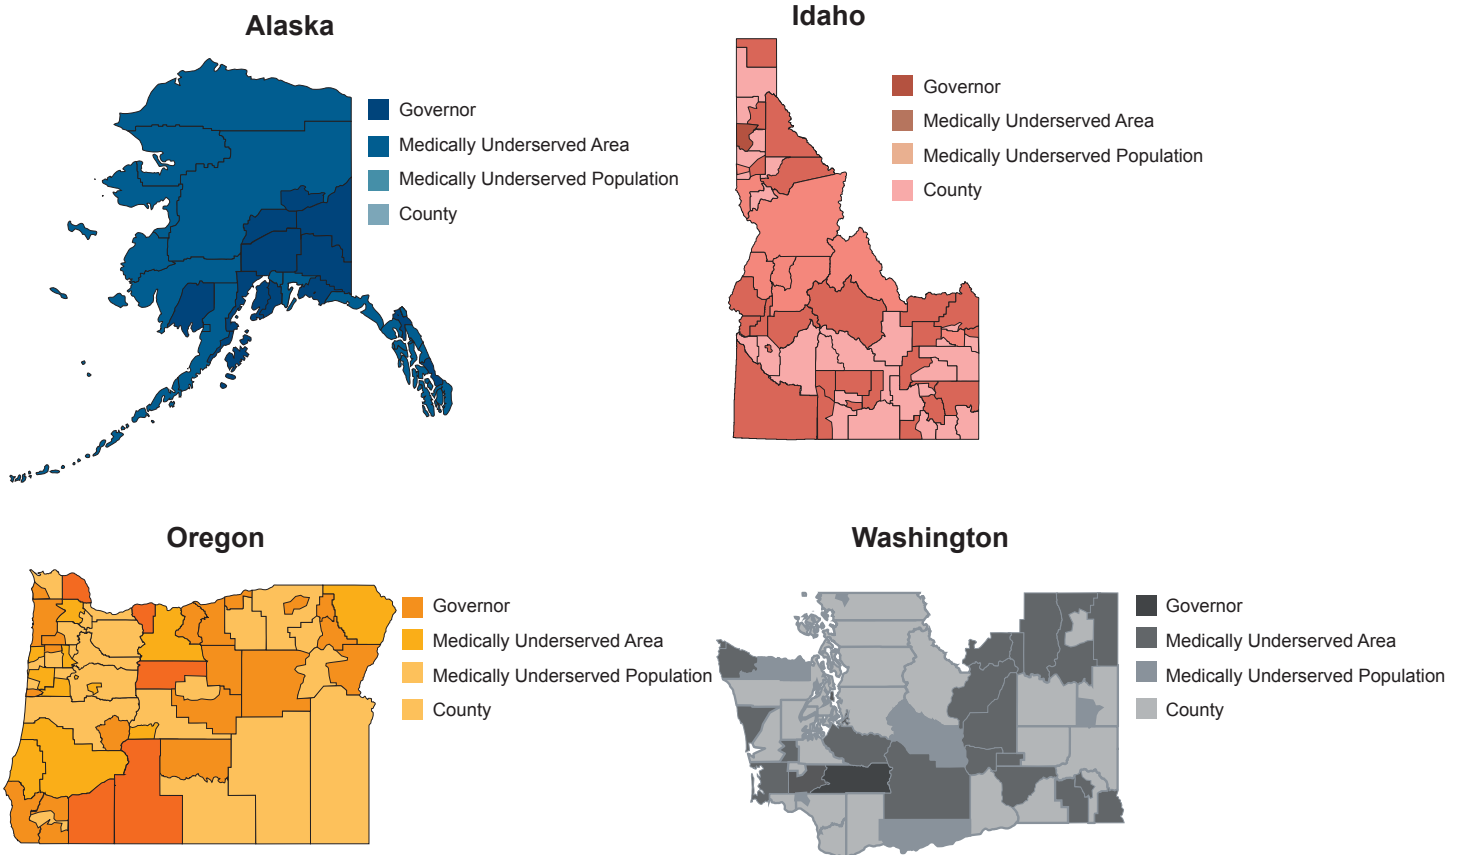 Alaska
Governor
Medically Underserved Area
Medically Underserved Population
County
Idaho
Governor
Medically Underserved Area
Medically Underserved Population
County
Oregon
Governor
Medically Underserved Area
Medically Underserved Population
County
Washington
Governor
Medically Underserved Area
Medically Underserved Population
County